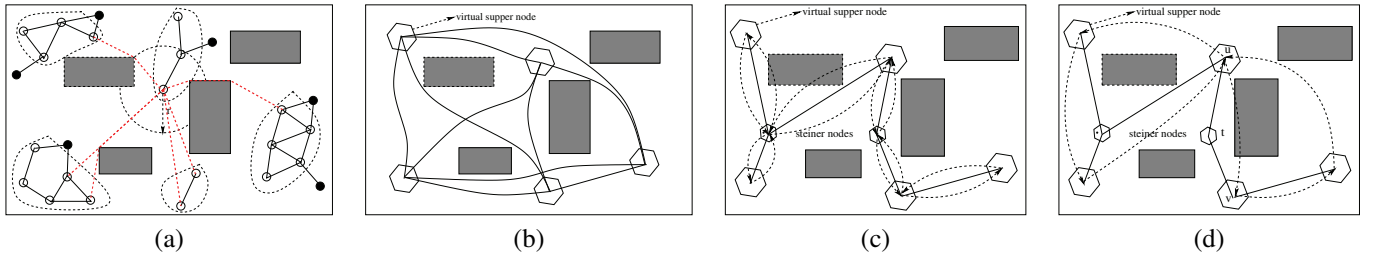 virtual supper node
virtual supper node
steiner nodes
virtual supper node
u
steiner nodes
t
v
(a)
(b)
(c)
(d)